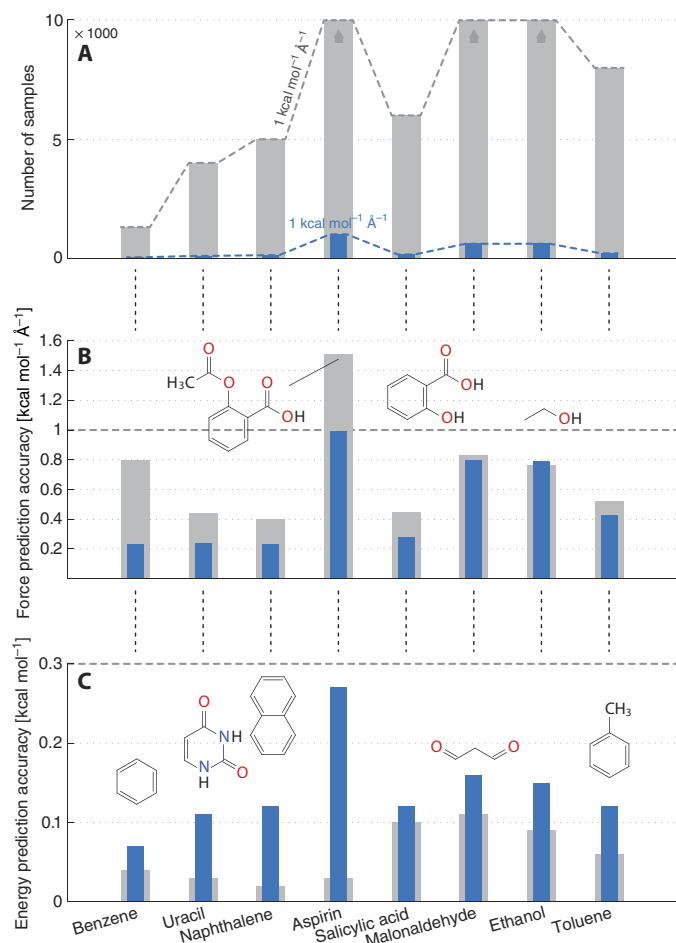 × 1000
A
Number of samples
10
5
0
1 kcal mol⁻¹ Å⁻¹
1 kcal mol⁻¹ Å⁻¹
B
Force prediction accuracy [kcal mol⁻¹ Å⁻¹]
1.6
1.4
1.2
1
0.8
0.6
0.4
0.2
O
H₃C
O
O
OH
O
OH
OH
OH
C
Energy prediction accuracy [kcal mol⁻¹]
0.3
0.2
0.1
0
O
NH
N
H
O
O
O
CH₃
Benzene
Uracil
Naphthalene
Aspirin
Salicylic acid
Malonaldehyde
Ethanol
Toluene